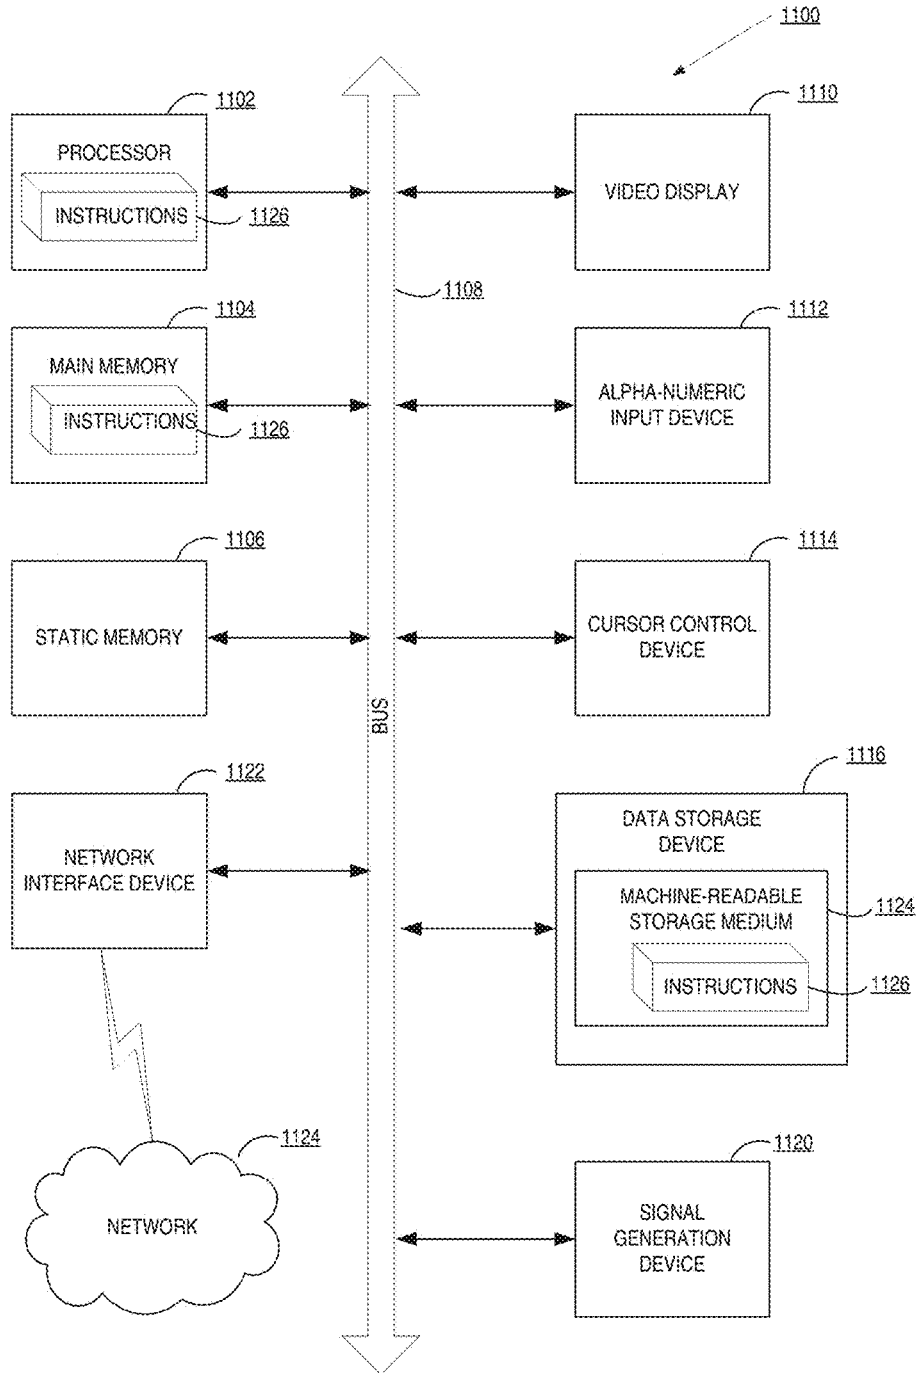 1100
1102
PROCESSOR
INSTRUCTIONS
1126
1110
VIDEO DISPLAY
1108
1104
MAIN MEMORY
INSTRUCTIONS
1126
1112
ALPHA-NUMERIC
INPUT DEVICE
1106
STATIC MEMORY
1114
CURSOR CONTROL
DEVICE
BUS
1122
NETWORK
INTERFACE DEVICE
1116
DATA STORAGE
DEVICE
MACHINE-READABLE
STORAGE MEDIUM
1124
INSTRUCTIONS
1126
1124
NETWORK
1120
SIGNAL
GENERATION
DEVICE